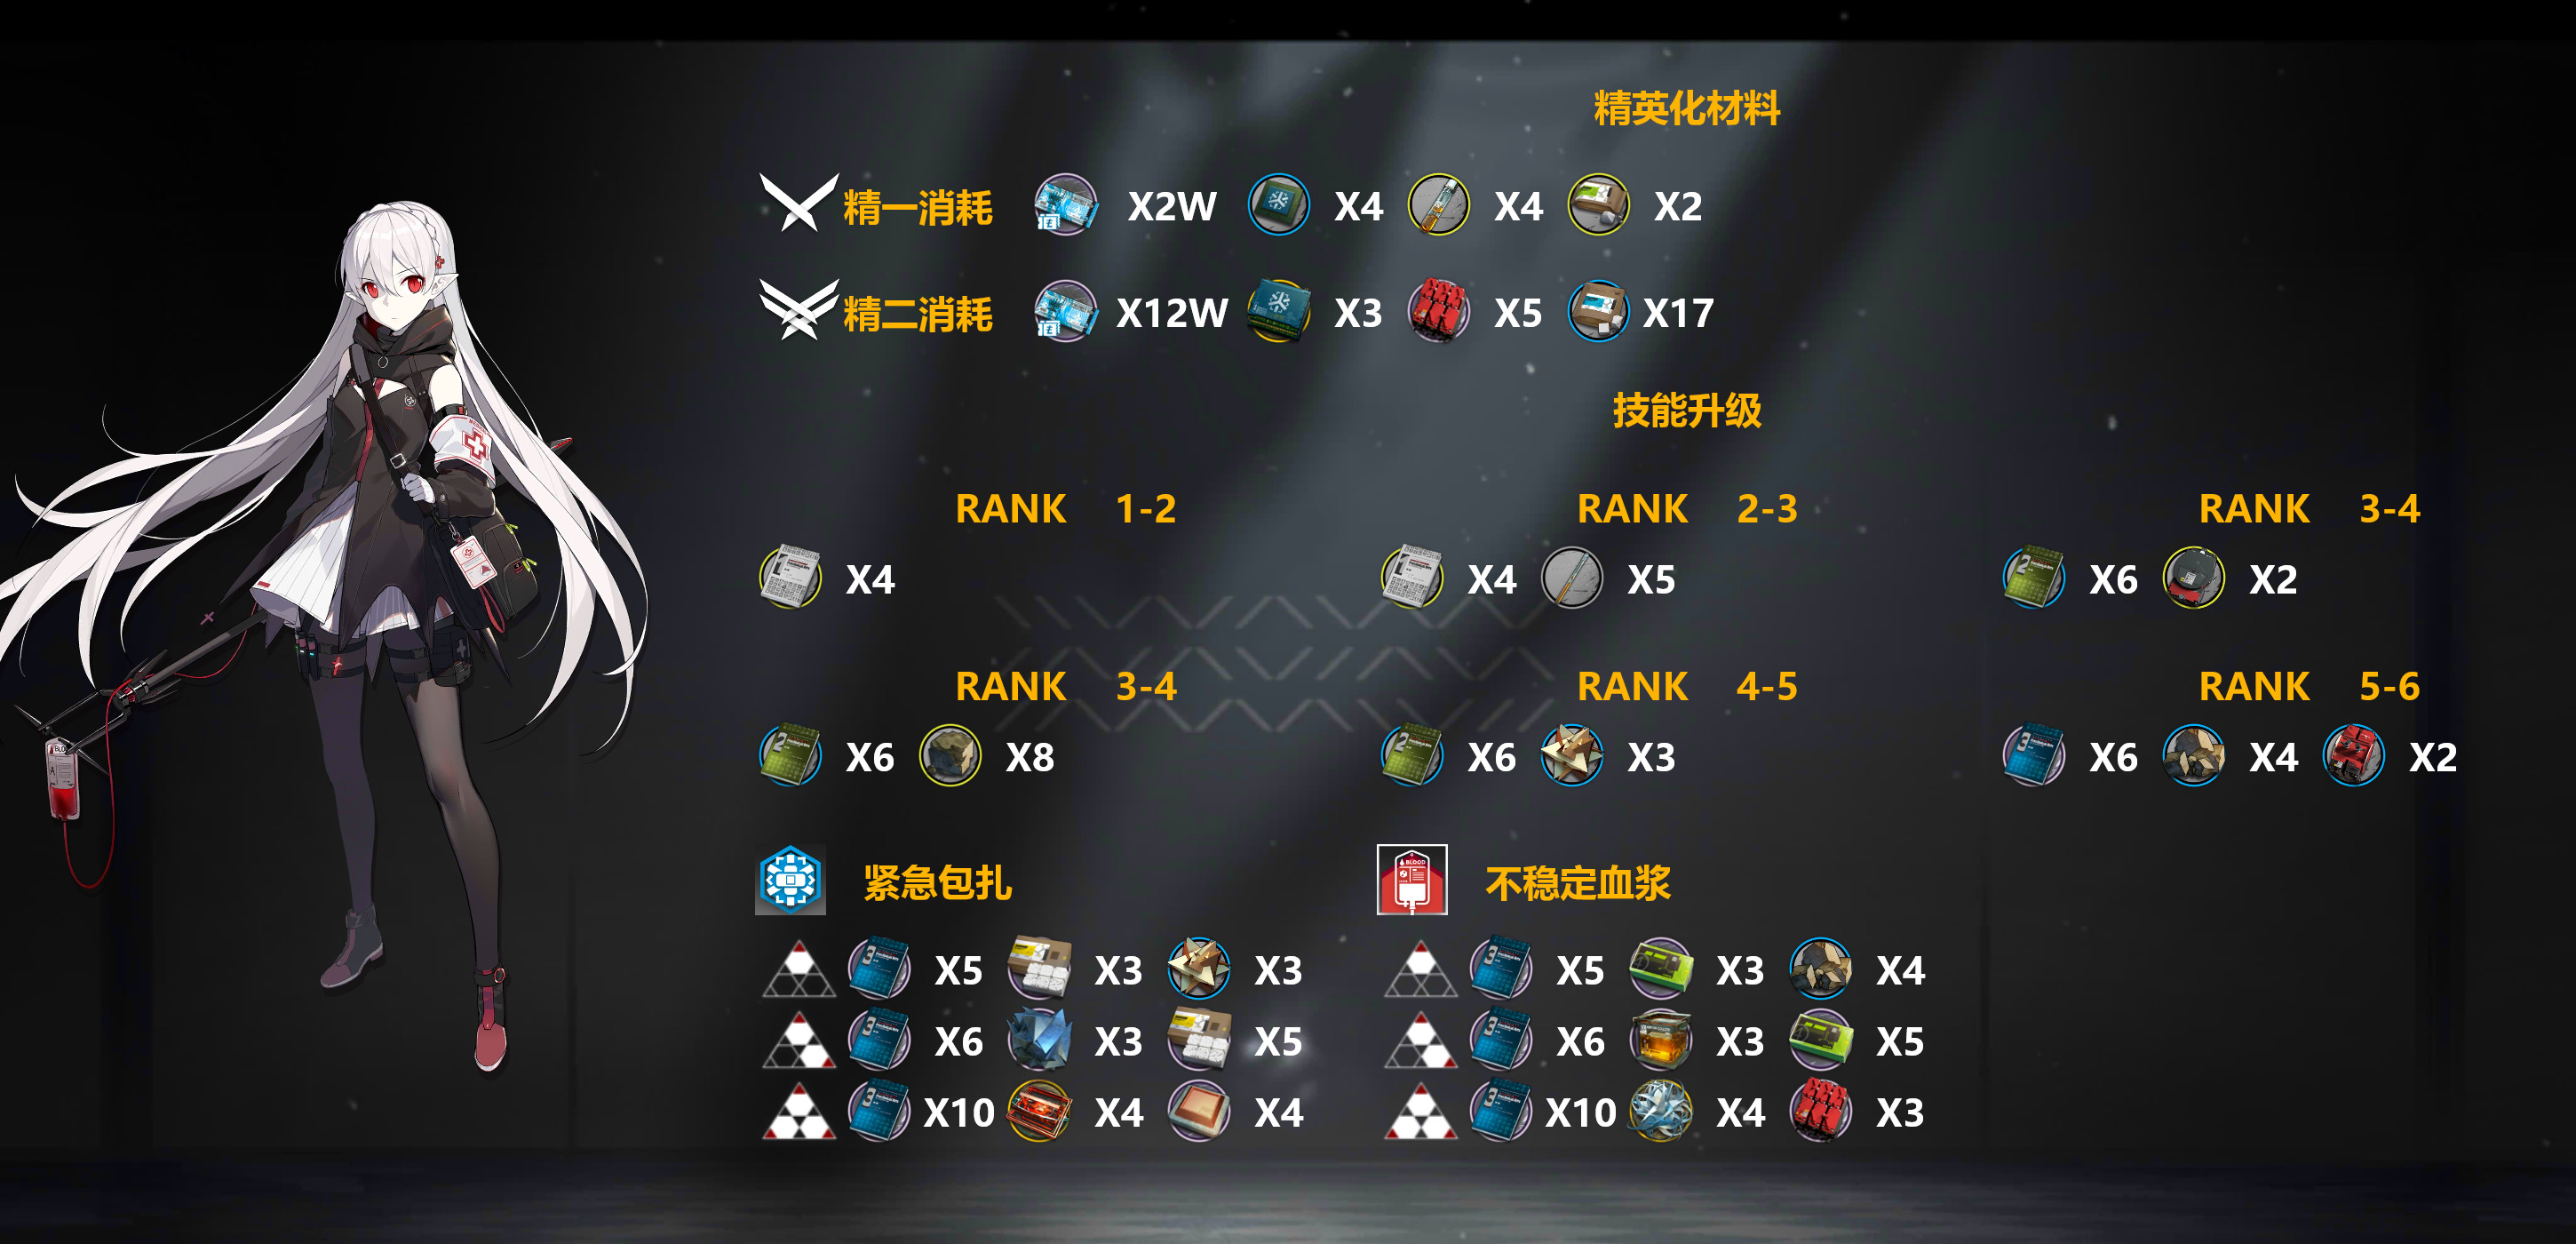 精英化材料
精一消耗 X2W X4 X4 X2
精二消耗 X12W X3 X5 X17
技能升级
RANK 1-2 RANK 2-3 RANK 3-4
X4 X4 X5 X6 X2
RANK 3-4 RANK 4-5 RANK 5-6
X6 X8 X6 X3 X6 X4 X2
紧急包扎 不稳定血浆
X5 X3 X3 X5 X3 X4
X6 X3 X5 X6 X3 X5
X10 X4 X4 X10 X4 X3